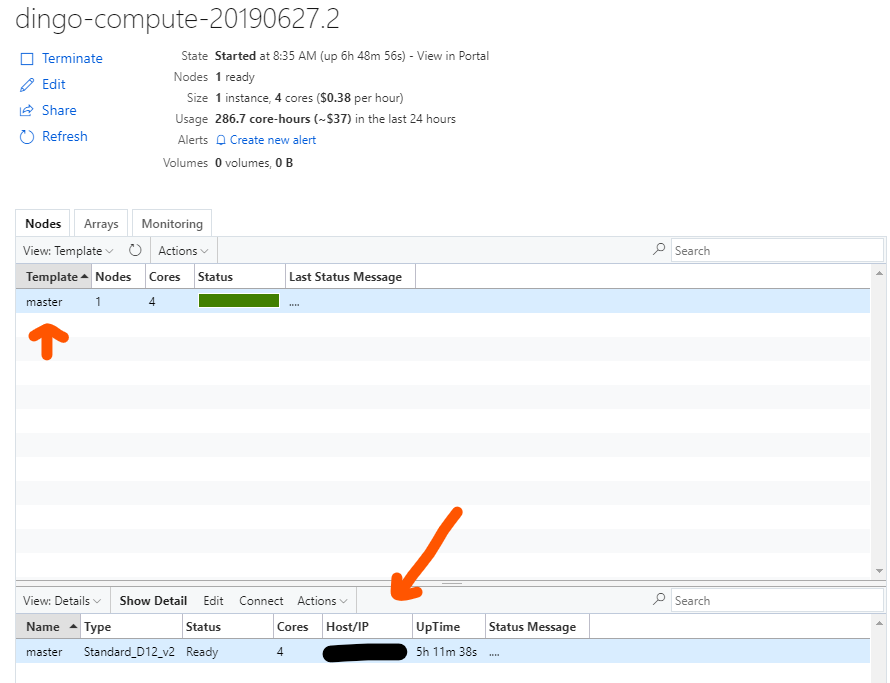 dingo-compute-20190627.2
Terminate
Edit
Share
Refresh
State Started at 8:35 AM (up 6h 48m 56s) - View in Portal
Nodes 1 ready
Size 1 instance, 4 cores ($0.38 per hour)
Usage 286.7 core-hours (~$37) in the last 24 hours
Alerts Create new alert
Volumes 0 volumes, 0 B
Nodes Arrays Monitoring
View: Template Actions Search
Template Nodes Cores Status Last Status Message
master 1 4 ....
View: Details Show Detail Edit Connect Actions Search
Name Type Status Cores Host/IP UpTime Status Message
master Standard_D12_v2 Ready 4 5h 11m 38s ....